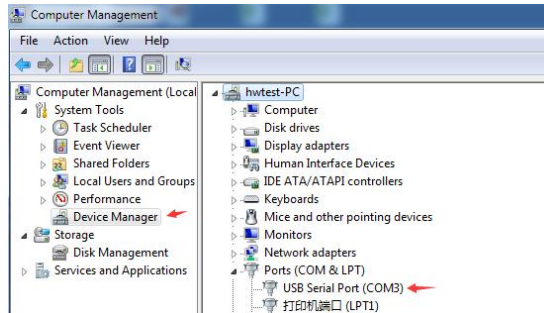 Computer Management
File Action View Help
Computer Management (Local
System Tools
Task Scheduler
Event Viewer
Shared Folders
Local Users and Groups
Performance
Device Manager
Storage
Disk Management
Services and Applications
hwtest-PC
Computer
Disk drives
Display adapters
Human Interface Devices
IDE ATA/ATAPI controllers
Keyboards
Mice and other pointing devices
Monitors
Network adapters
Ports (COM & LPT)
USB Serial Port (COM3)
打印机端口 (LPT1)